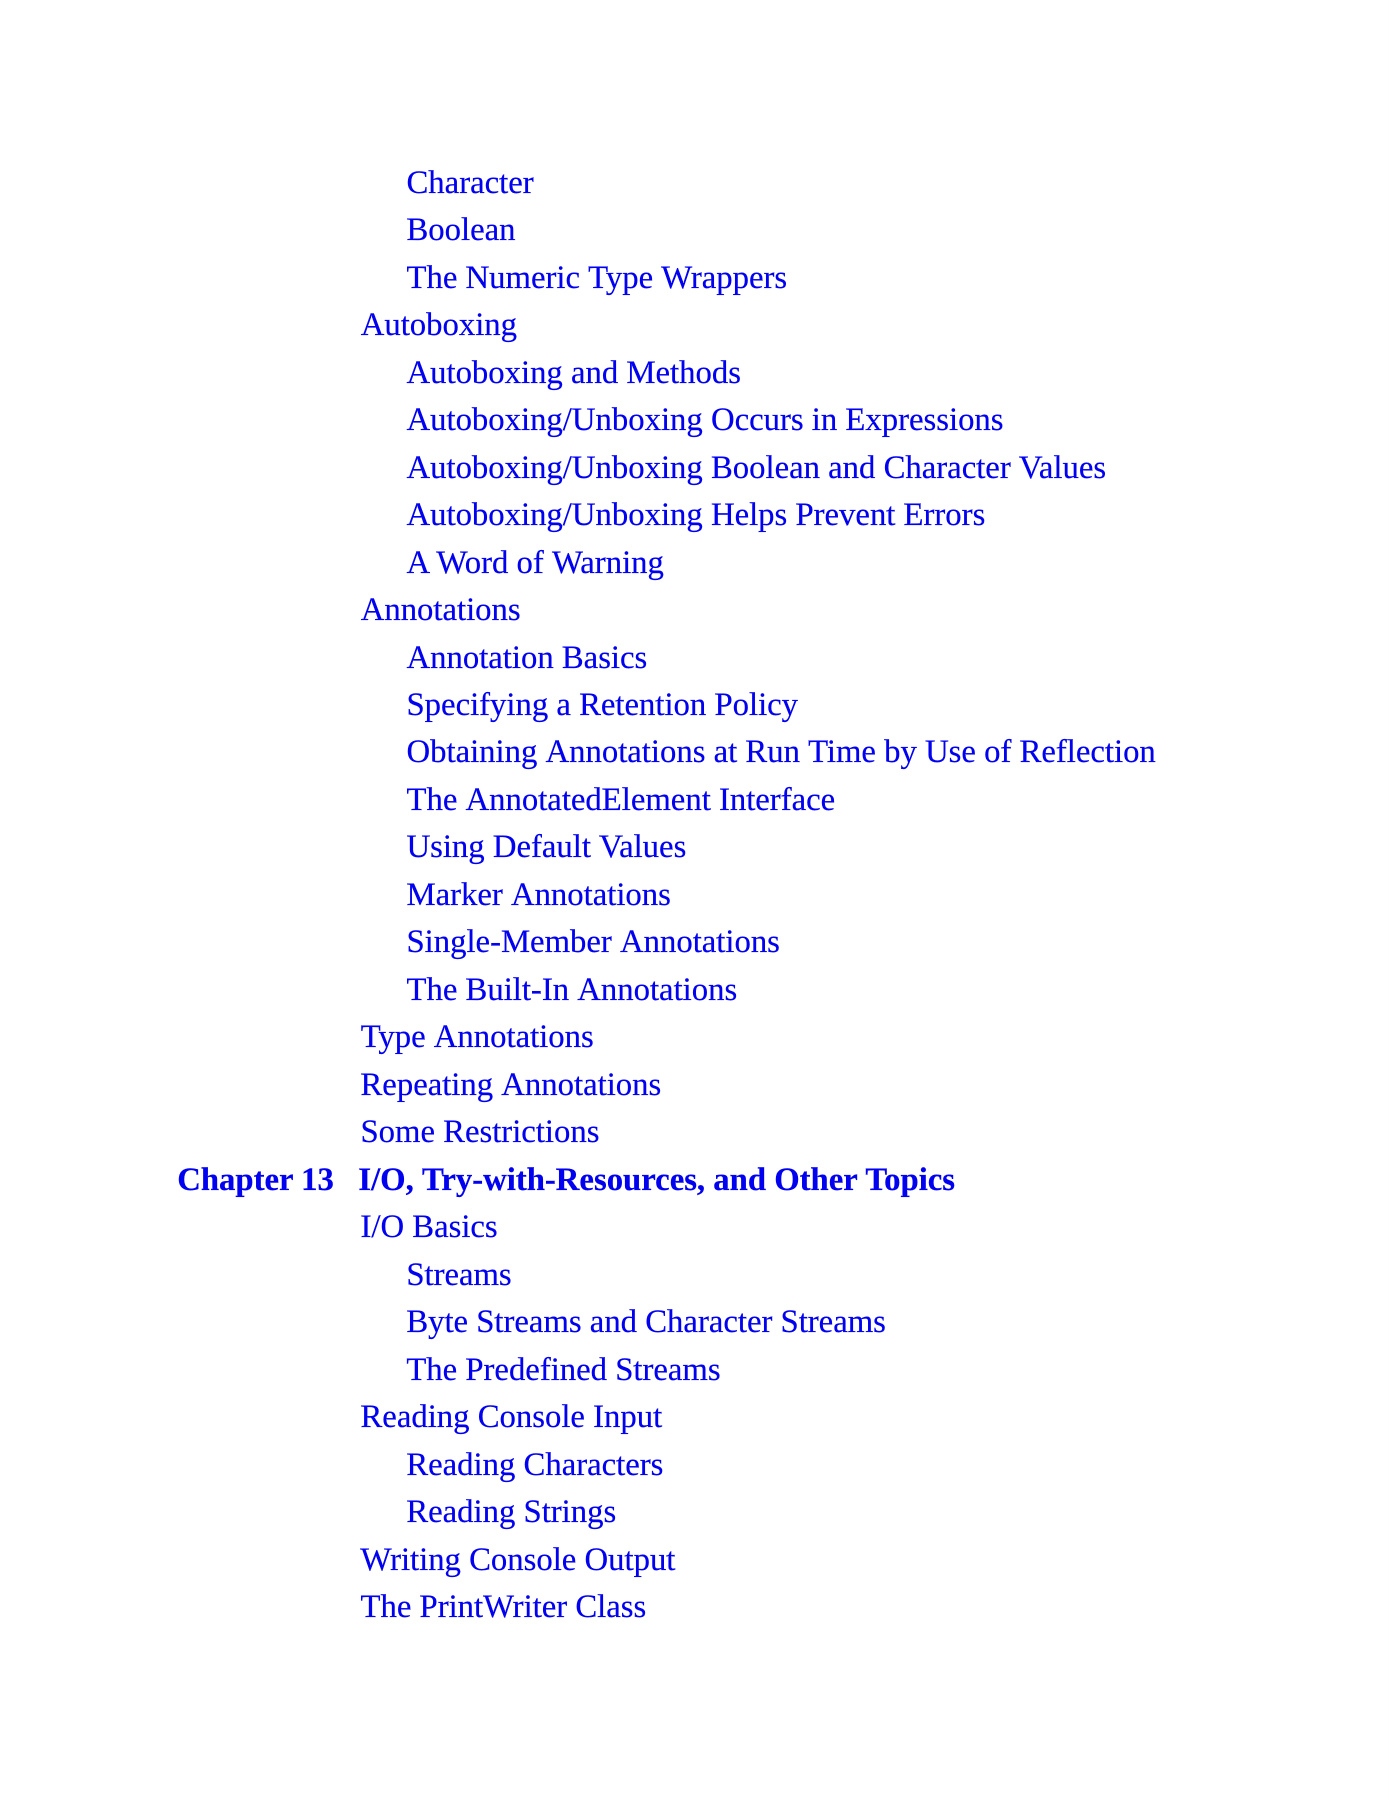 Character
Boolean
The Numeric Type Wrappers
Autoboxing
Autoboxing and Methods
Autoboxing/Unboxing Occurs in Expressions
Autoboxing/Unboxing Boolean and Character Values
Autoboxing/Unboxing Helps Prevent Errors
A Word of Warning
Annotations
Annotation Basics
Specifying a Retention Policy
Obtaining Annotations at Run Time by Use of Reflection
The AnnotatedElement Interface
Using Default Values
Marker Annotations
Single-Member Annotations
The Built-In Annotations
Type Annotations
Repeating Annotations
Some Restrictions
Chapter 13 I/O, Try-with-Resources, and Other Topics
I/O Basics
Streams
Byte Streams and Character Streams
The Predefined Streams
Reading Console Input
Reading Characters
Reading Strings
Writing Console Output
The PrintWriter Class